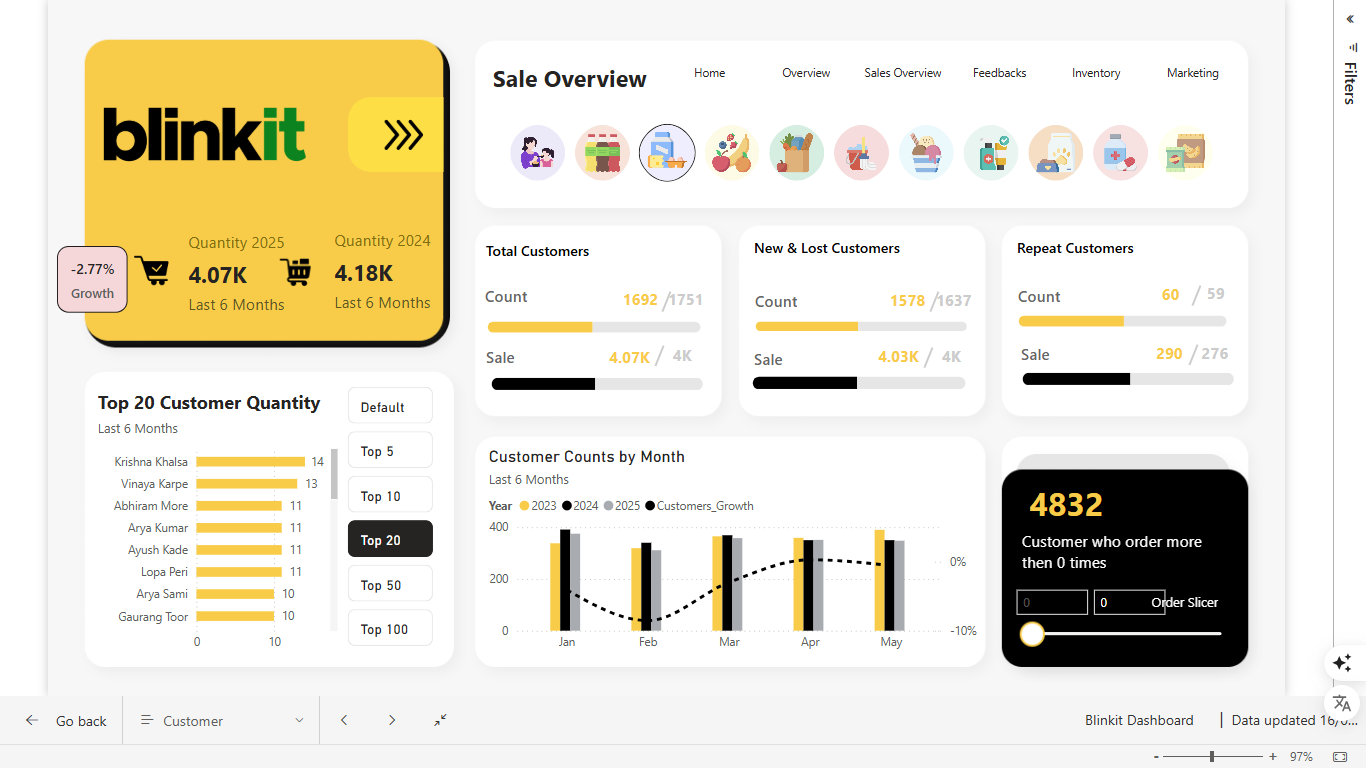 blinkit
Quantity 2025
4.07K
Last 6 Months
Quantity 2024
4.18K
Last 6 Months
-2.77%
Growth
Sale Overview
Home
Overview
Sales Overview
Feedbacks
Inventory
Marketing
Filters
Total Customers
Count
1692 /1751
Sale
4.07K / 4K
New & Lost Customers
Count
1578 /1637
Sale
4.03K / 4K
Repeat Customers
Count
60 / 59
Sale
290 / 276
Top 20 Customer Quantity
Last 6 Months
Krishna Khalsa 14
Vinaya Karpe 13
Abhiram More 11
Arya Kumar 11
Ayush Kade 11
Lopa Peri 11
Arya Sami 10
Gaurang Toor 10
0 10
Default
Top 5
Top 10
Top 20
Top 50
Top 100
Customer Counts by Month
Last 6 Months
Year 2023 2024 2025 Customers_Growth
400
200
0
0%
-10%
Jan Feb Mar Apr May
4832
Customer who order more
then 0 times
0
0
Order Slicer
Go back
Customer
Blinkit Dashboard
| Data updated 16/
- + 97%